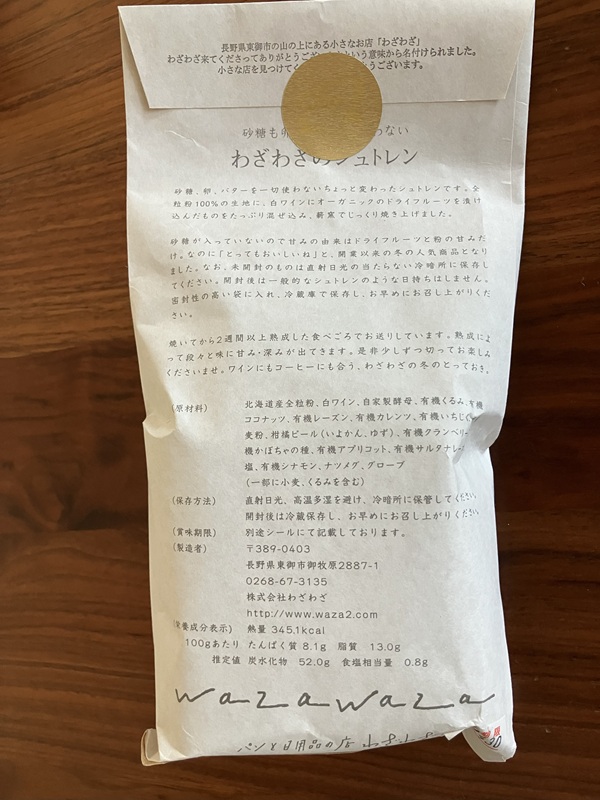 長野県東御市の山の上にある小さなお店「わざわざ」
わざわざ来てくださってありがとうござ という意味から名付けられました。
小さな店を見つけてく うございます。
砂糖も卵 わない
わざわざのシュトレン
砂糖、卵、バターを一切使わないちょっと変わったシュトレンです。全
粒粉100%の生地に、白ワインにオーガニックのドライフルーツを漬け
込んだものをたっぷり混ぜ込み、薪窯でじっくり焼き上げました。
砂糖が入っていないので甘みの由来はドライフルーツと粉の甘みだ
け。なのに「とってもおいしいね」と、開業以来の冬の人気商品となり
ました。なお、未開封のものは直射日光の当たらない冷暗所に保存し
てください。開封後は一般的なシュトレンのような日持ちはしません。
密封性の高い袋に入れ、冷蔵庫で保存し、お早めにお召し上がりくだ
さい。
焼いてから2週間以上熟成した食べごろでお送りしています。熟成によ
って段々と味に甘み・深みが出てきます。是非少しずつ切ってお楽しみ
くださいませ。ワインにもコーヒーにも合う、わざわざの冬のとっておき。
(原材料) 北海道産全粒粉、白ワイン、自家製酵母、有機くるみ、有機
ココナッツ、有機レーズン、有機カレンツ、有機いちじく
麦粉、柑橘ピール(いよかん、ゆず)、有機クランベリー
機かぼちゃの種、有機アプリコット、有機サルタナレ
塩、有機シナモン、ナツメグ、グローブ
(一部に小麦、くるみを含む)
(保存方法) 直射日光、高温多湿を避け、冷暗所に保管してください。
開封後は冷蔵保存し、お早めにお召し上がりください。
(賞味期限) 別途シールにて記載しております。
(製造者) 〒389-0403
長野県東御市御牧原2887-1
0268-67-3135
株式会社わざわざ
http://www.waza2.com
(栄養成分表示) 熱量 345.1kcal
100gあたり たんぱく質 8.1g 脂質 13.0g
推定値 炭水化物 52.0g 食塩相当量 0.8g
wazawaza
パンと日用品の店 わざわざ